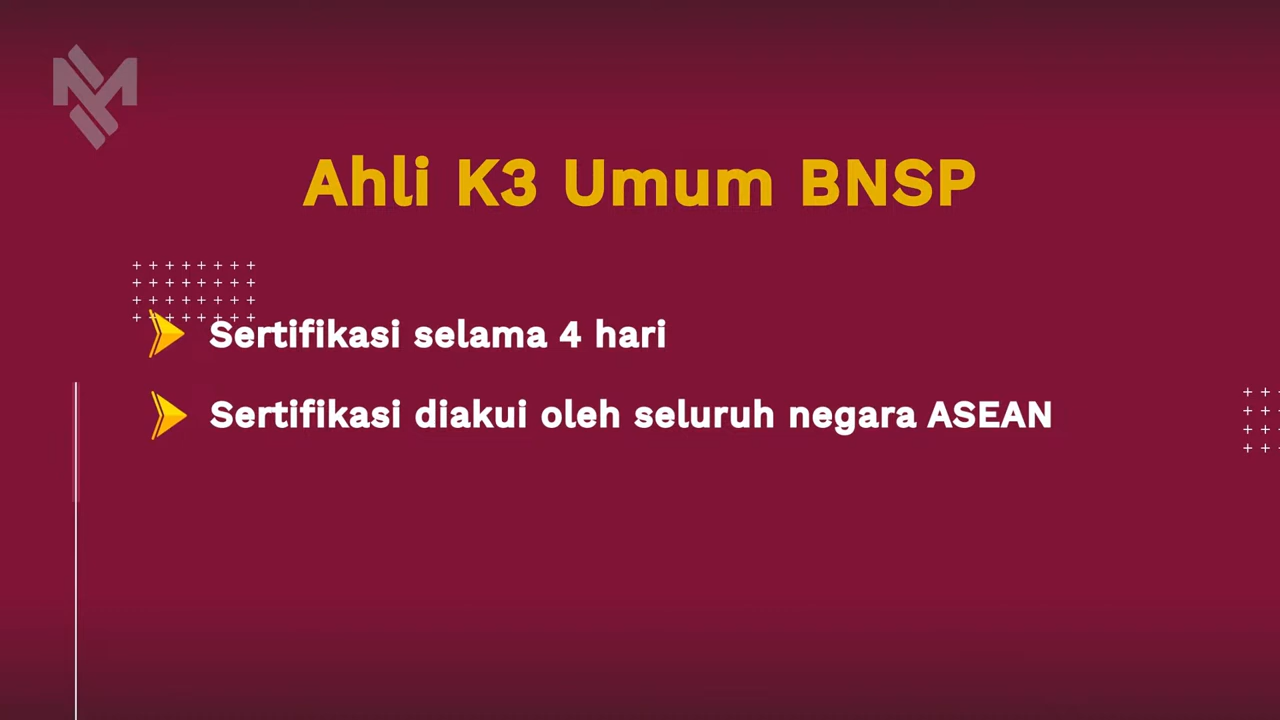 Ahli K3 Umum BNSP
Sertifikasi selama 4 hari
Sertifikasi diakui oleh seluruh negara ASEAN